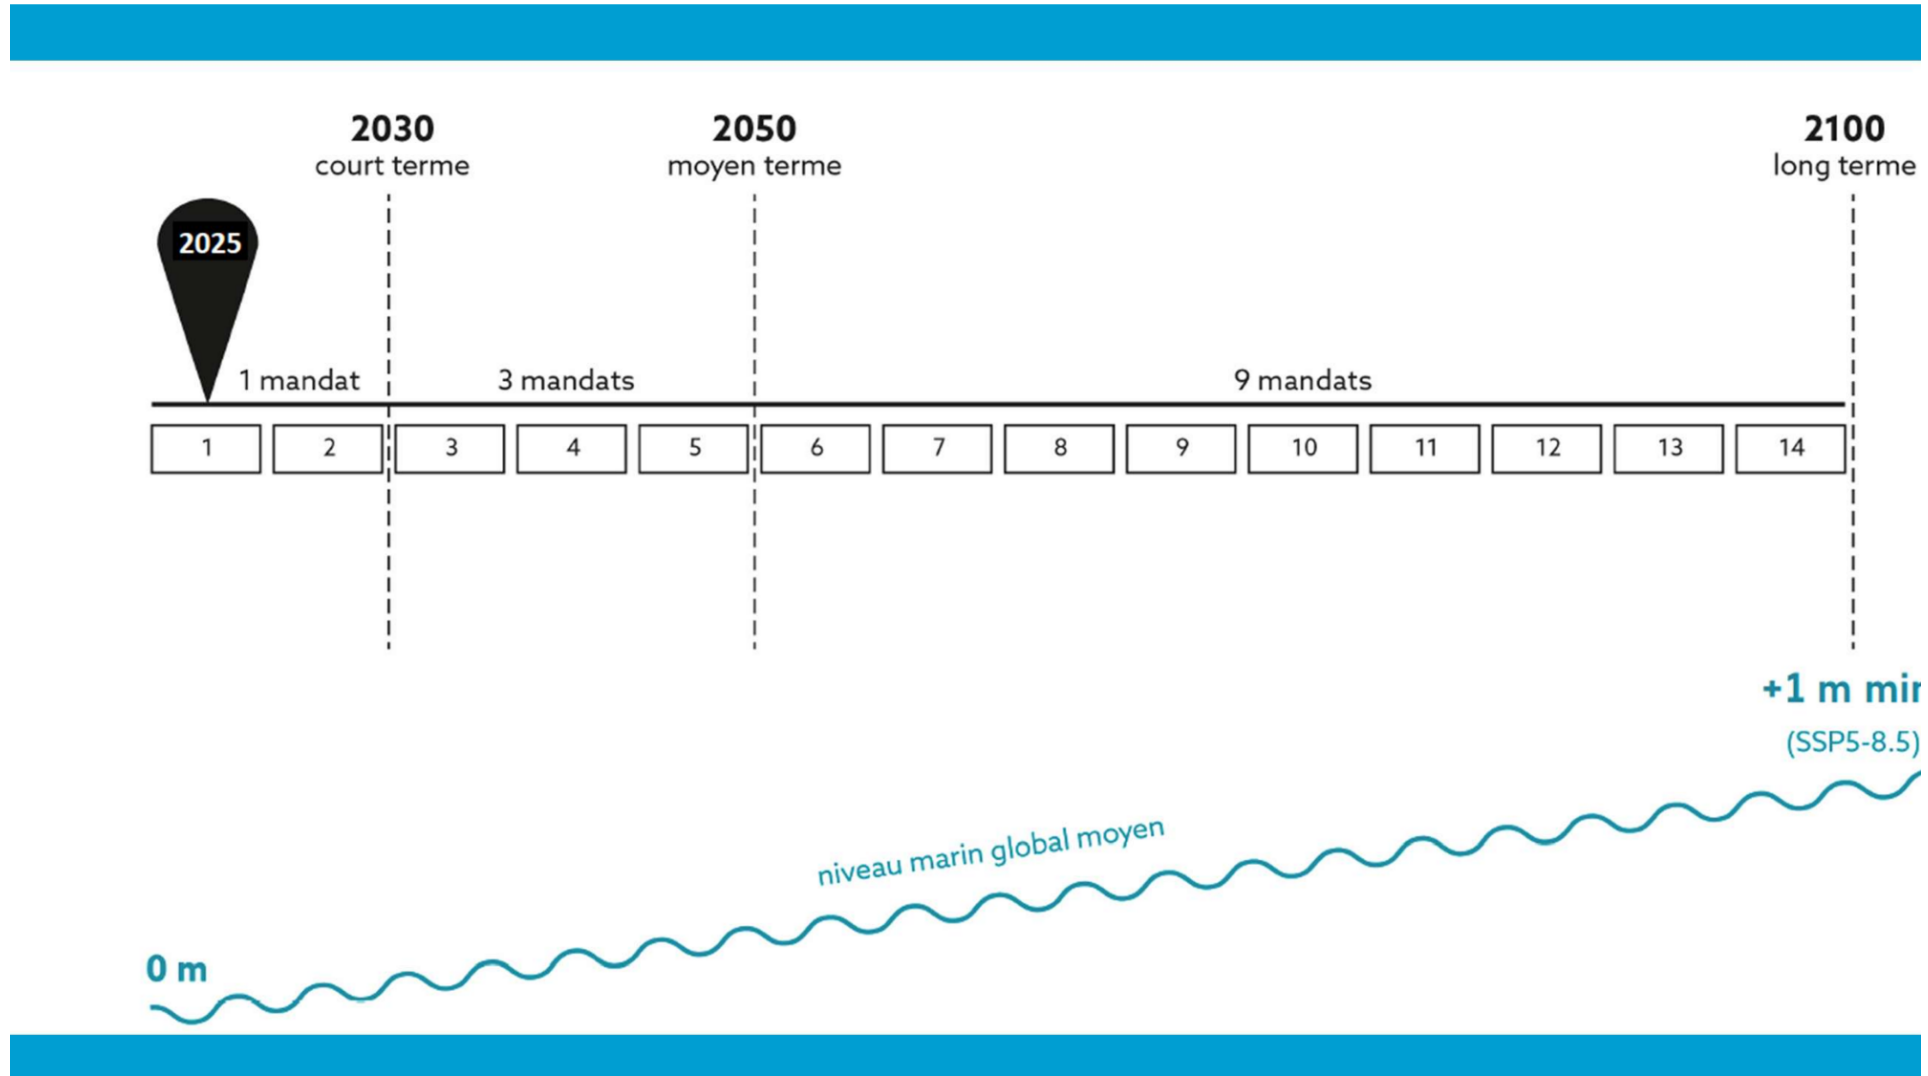 2030
court terme
2050
moyen terme
2100
long terme
2025
1 mandat
3 mandats
9 mandats
1
2
3
4
5
6
7
8
9
10
11
12
13
14
+1 m
(SSP5-8.5)
niveau marin global moyen
0 m